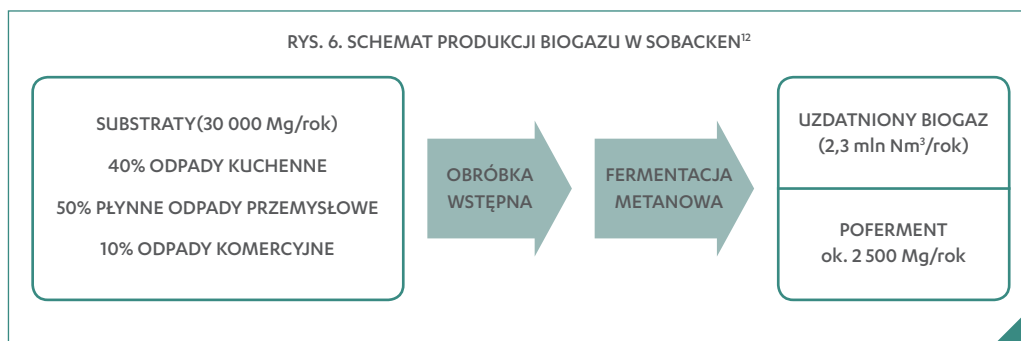 RYS. 6. SCHEMAT PRODUKCJI BIOGAZU W SOBACKEN¹²
SUBSTRATY(30 000 Mg/rok)
40% ODPADY KUCHENNE
50% PŁYNNE ODPADY PRZEMYSŁOWE
10% ODPADY KOMERCYJNE
OBRÓBKA
WSTĘPNA
FERMENTACJA
METANOWA
UZDATNIONY BIOGAZ
(2,3 mln Nm³/rok)
POFERMENT
ok. 2 500 Mg/rok